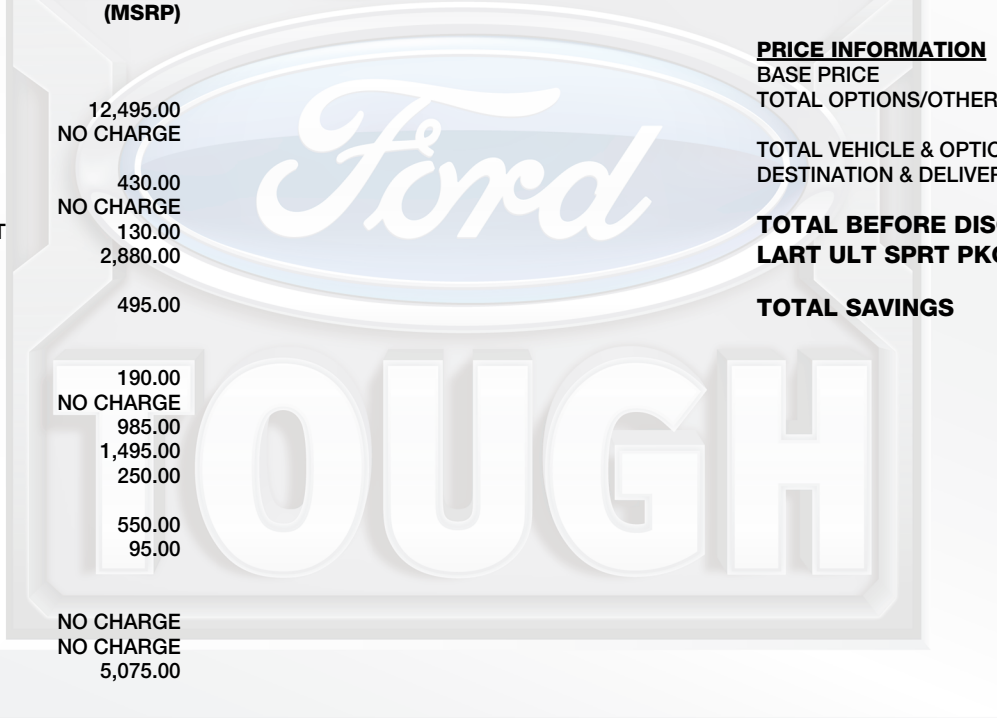 (MSRP)
12,495.00
NO CHARGE
430.00
NO CHARGE
T 130.00
2,880.00
495.00
190.00
NO CHARGE
985.00
1,495.00
250.00
550.00
95.00
NO CHARGE
NO CHARGE
5,075.00
PRICE INFORMATION
BASE PRICE
TOTAL OPTIONS/OTHER
TOTAL VEHICLE & OPTIO
DESTINATION & DELIVER
TOTAL BEFORE DIS
LART ULT SPRT PK
TOTAL SAVINGS
Ford
TOUGH